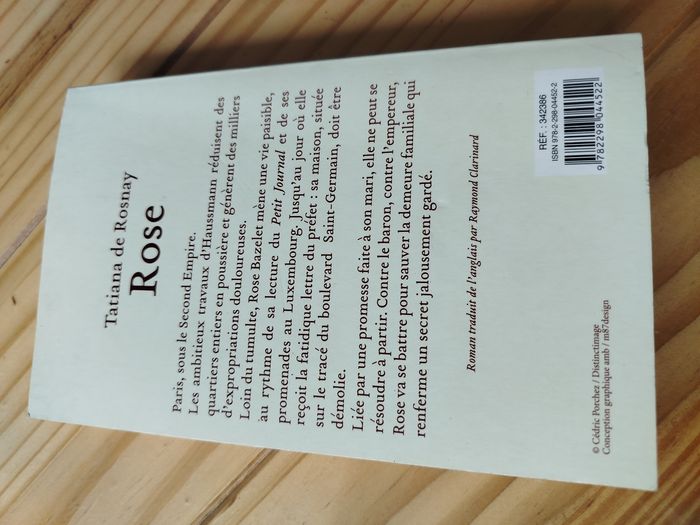 Tatiana de Rosnay
Rose
Paris, sous le Second Empire.
Les ambitieux travaux d'Haussmann réduisent des
quartiers entiers en poussière et génèrent des milliers
d'expropriations douloureuses.
Loin du tumulte, Rose Bazelet mène une vie paisible,
au rythme de sa lecture du Petit Journal et de ses
promenades au Luxembourg. Jusqu'au jour où elle
reçoit la fatidique lettre du préfet : sa maison, située
sur le tracé du boulevard Saint-Germain, doit être
démolie.
Liée par une promesse faite à son mari, elle ne peut se
résoudre à partir. Contre le baron, contre l'empereur,
Rose va se battre pour sauver la demeure familiale qui
renferme un secret jalousement gardé.
Roman traduit de l'anglais par Raymond Clarinard
© Cédric Porchez / Distinctimage
Conception graphique amb / m87design
RÉF. : 342386
ISBN 978-2-298-04452-2
9 782298 044522